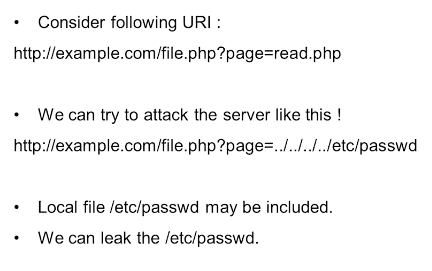 • Consider following URI :
http://example.com/file.php?page=read.php
• We can try to attack the server like this !
http://example.com/file.php?page=../../../../etc/passwd
• Local file /etc/passwd may be included.
• We can leak the /etc/passwd.